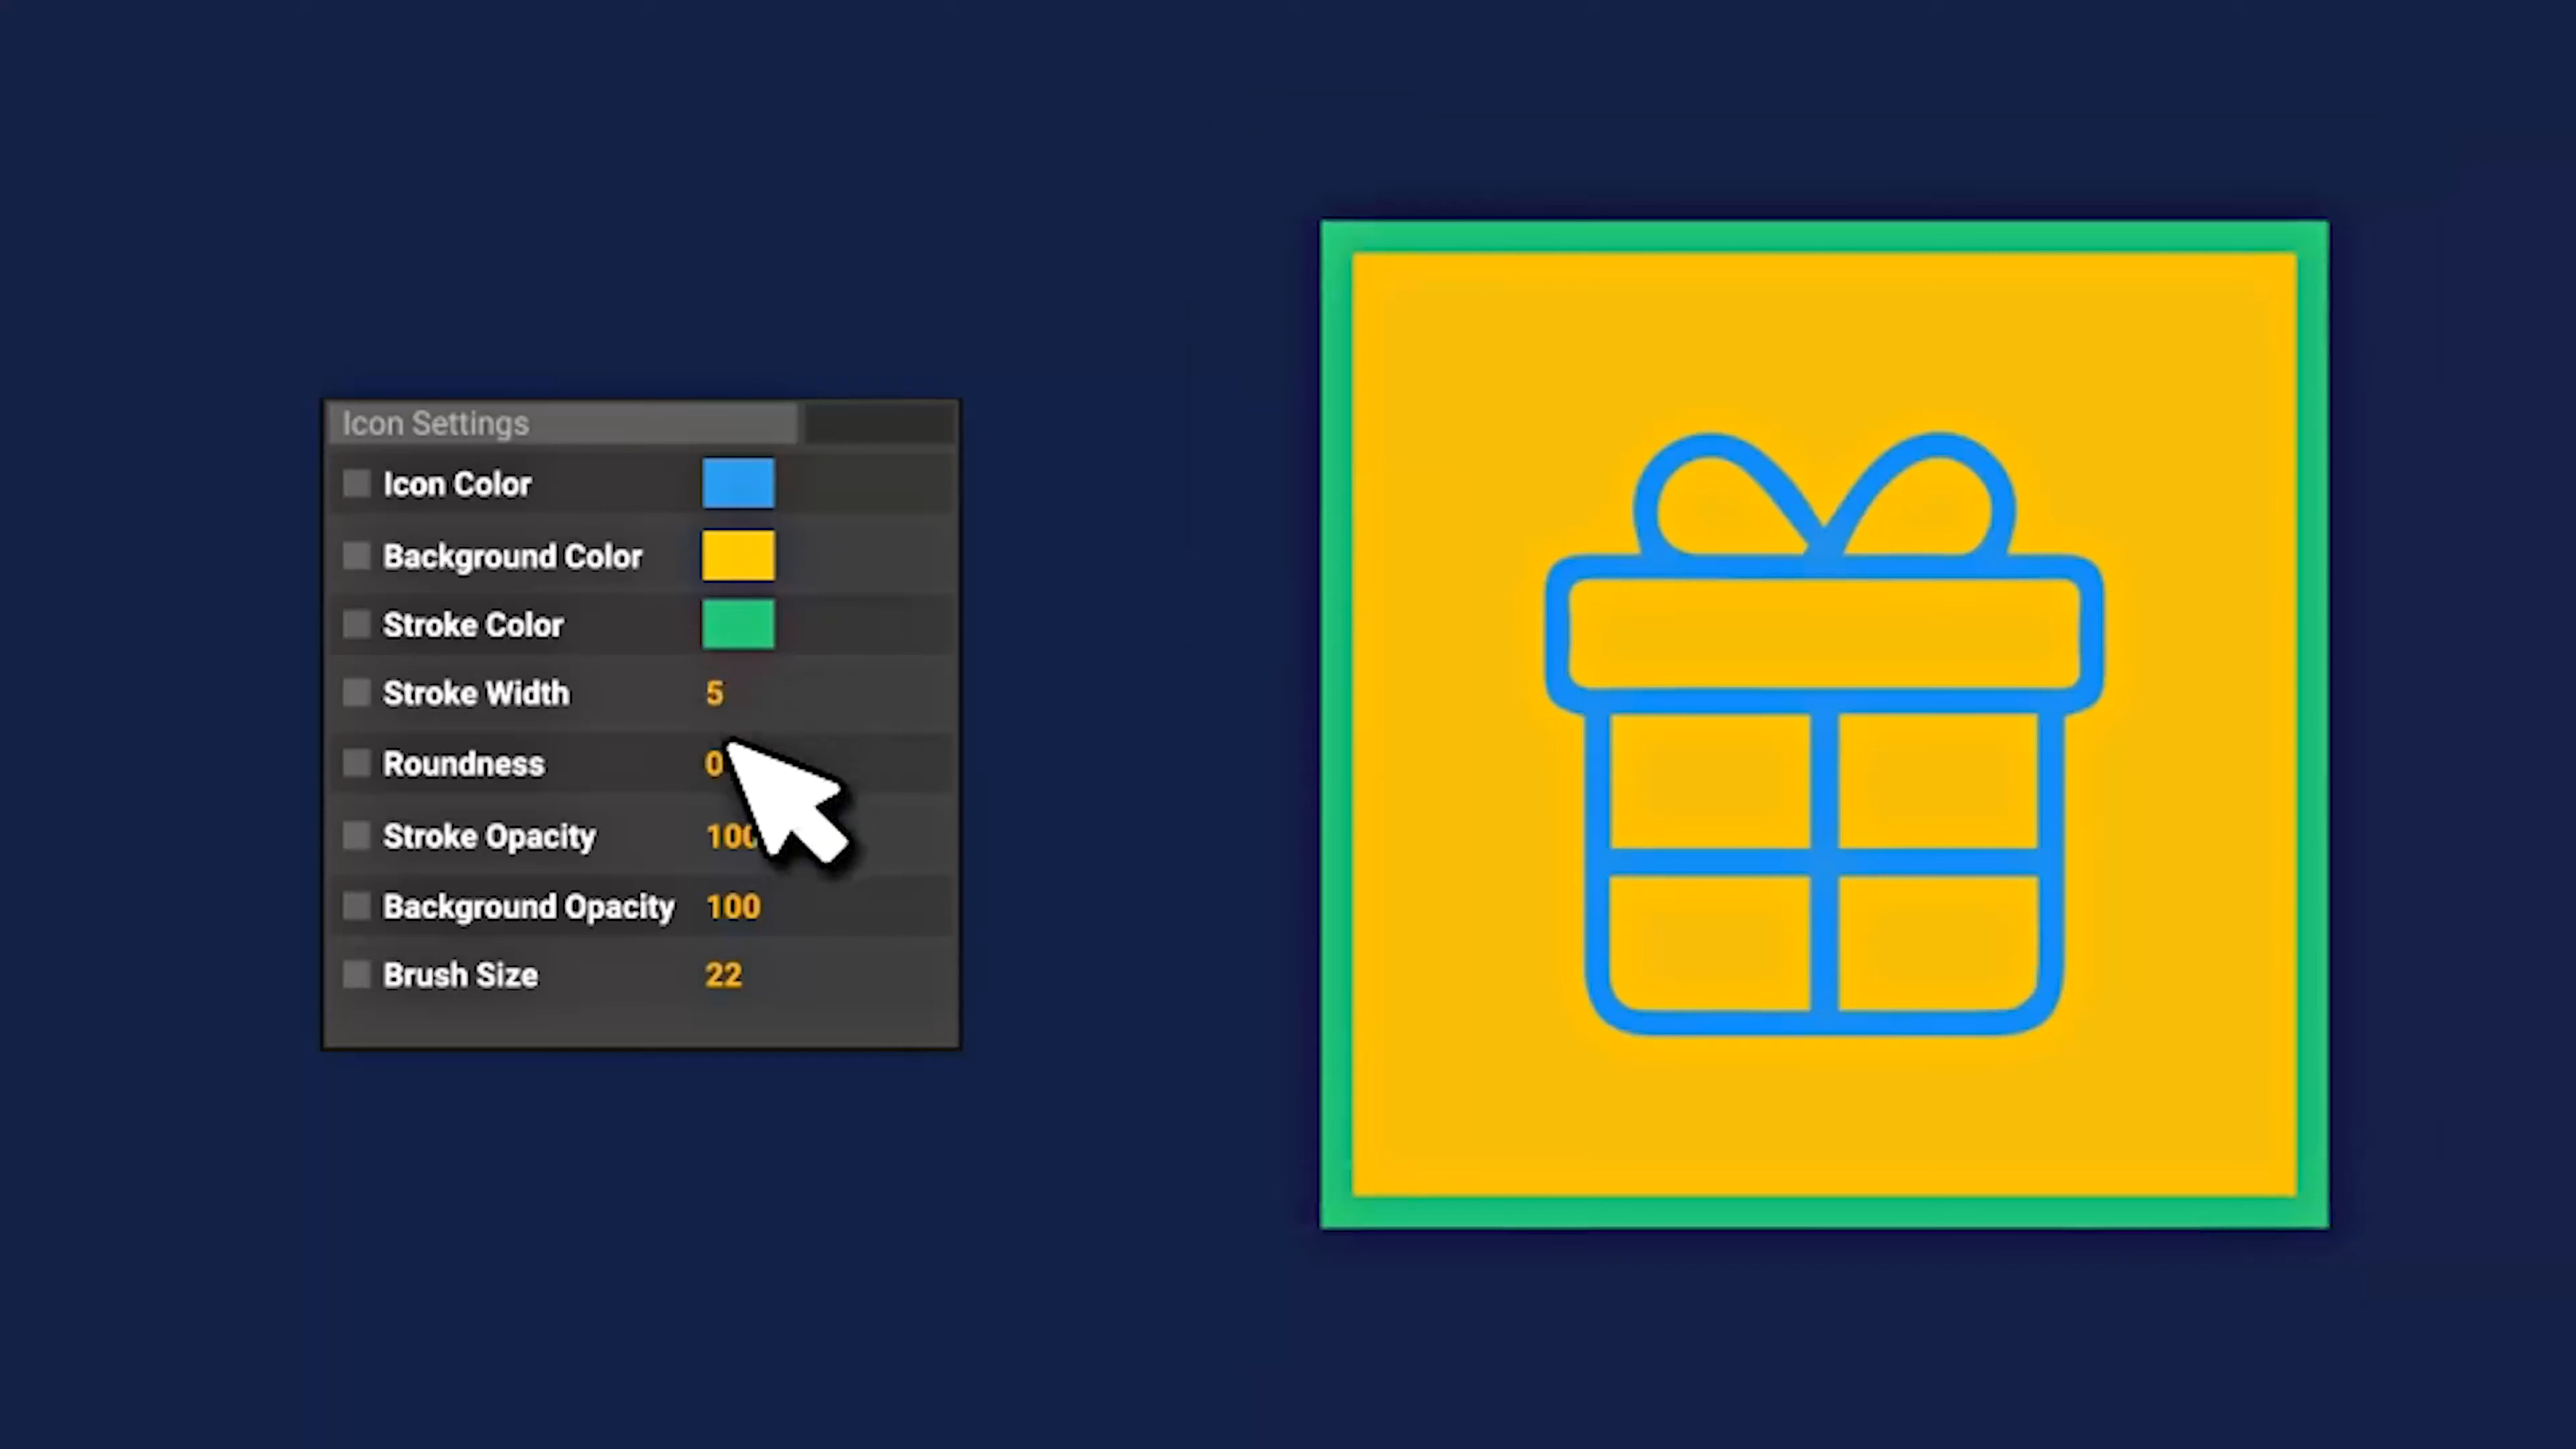 Icon Settings
Icon Color
Background Color
Stroke Color
Stroke Width 5
Roundness 0
Stroke Opacity 100
Background Opacity 100
Brush Size 22